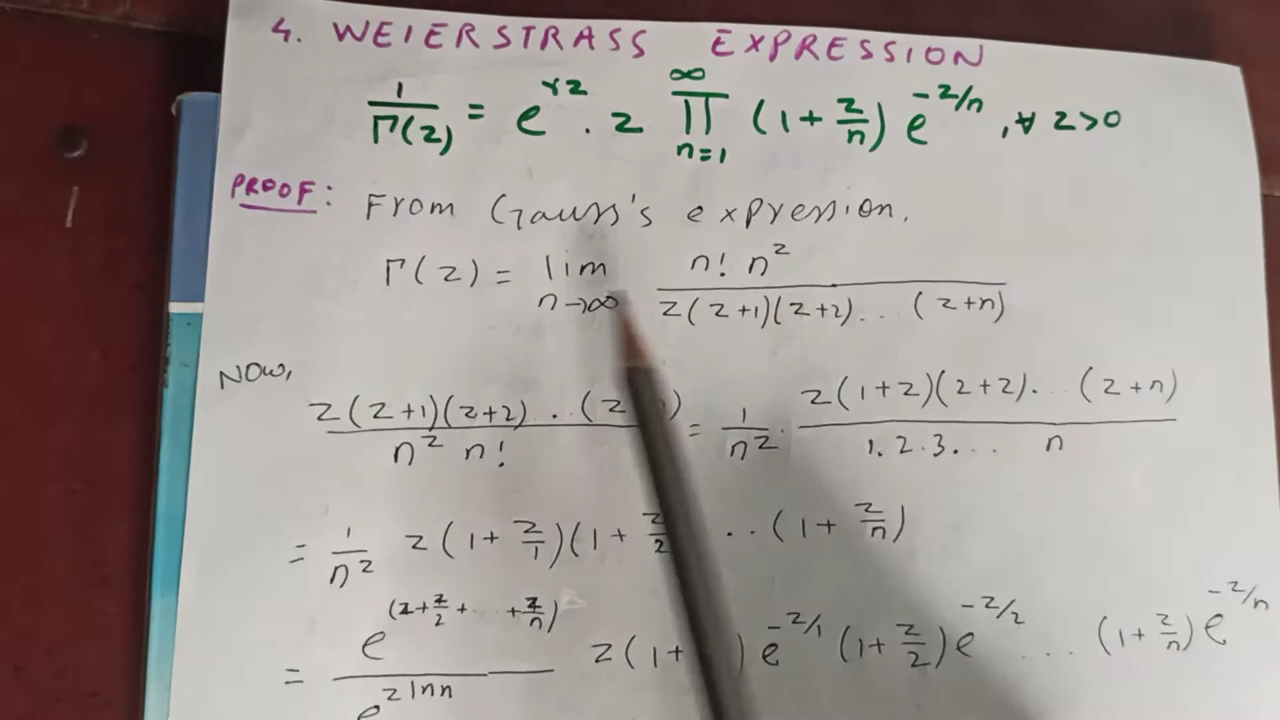 4. WEIERSTRASS EXPRESSION
1/Γ(z) = e^{γz} . z ∏_{n=1}^{∞} (1+z/n) e^{-z/n}, ∀ z>0
PROOF: From Gauss's expression,
Γ(z) = lim_{n→∞} n! n^z / z(z+1)(z+2)...(z+n)
NOW,
z(z+1)(z+2)..(z / n^z n! = 1/n^z . z(1+z)(2+z)...(z+n) / 1.2.3... n
= 1/n^z z(1+z/1)(1+z/2 ..(1+z/n)
= e^{(z+z/2+...+z/n)} / e^{z ln n} z(1+ ) e^{-z/1} (1+z/2) e^{-z/2} .... (1+z/n) e^{-z/n}